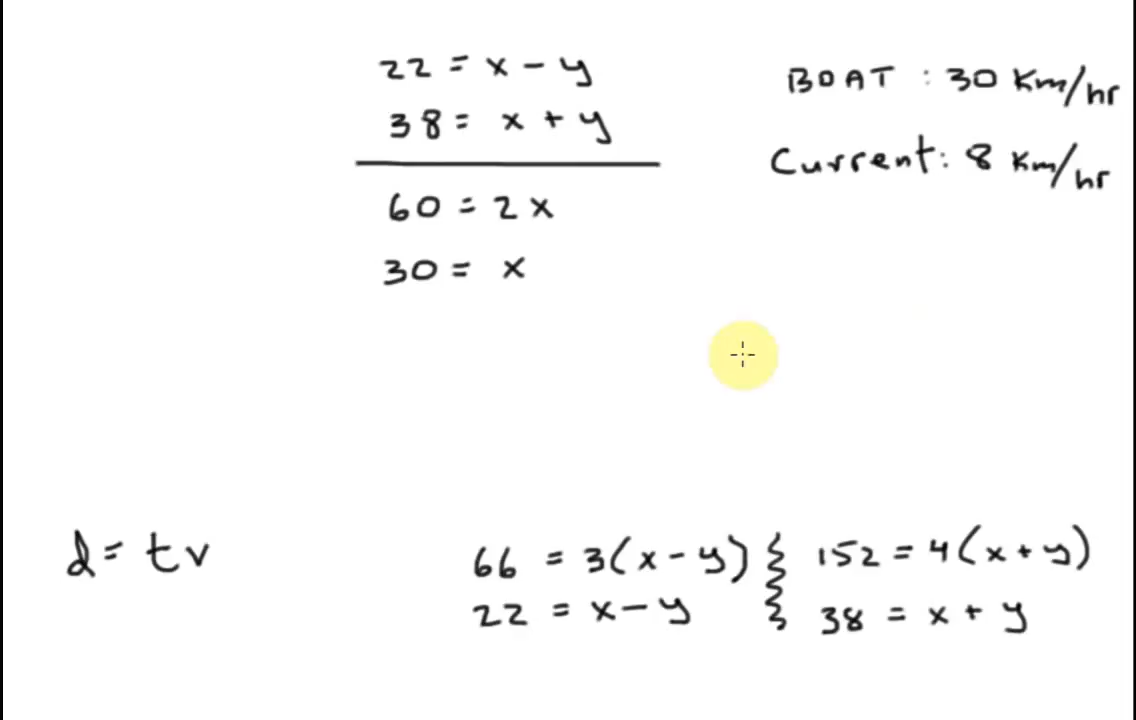 22 = x - y
38 = x + y
60 = 2x
30 = x
BOAT : 30 Km/hr
Current: 8 Km/hr
d = tv
66 = 3(x - y)
22 = x - y
152 = 4(x + y)
38 = x + y